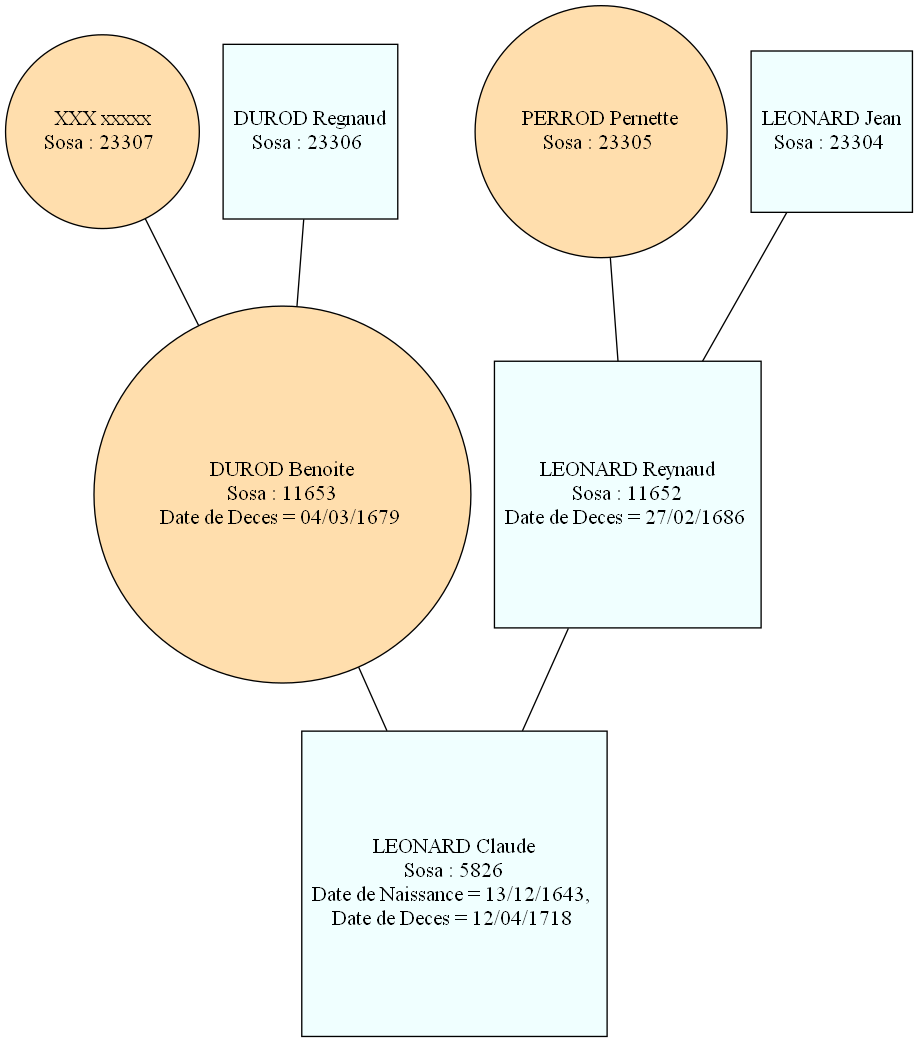 XXX xxxxx
Sosa : 23307
DUROD Regnaud
Sosa : 23306
PERROD Pernette
Sosa : 23305
LEONARD Jean
Sosa : 23304
DUROD Benoite
Sosa : 11653
Date de Deces = 04/03/1679
LEONARD Reynaud
Sosa : 11652
Date de Deces = 27/02/1686
LEONARD Claude
Sosa : 5826
Date de Naissance = 13/12/1643,
Date de Deces = 12/04/1718